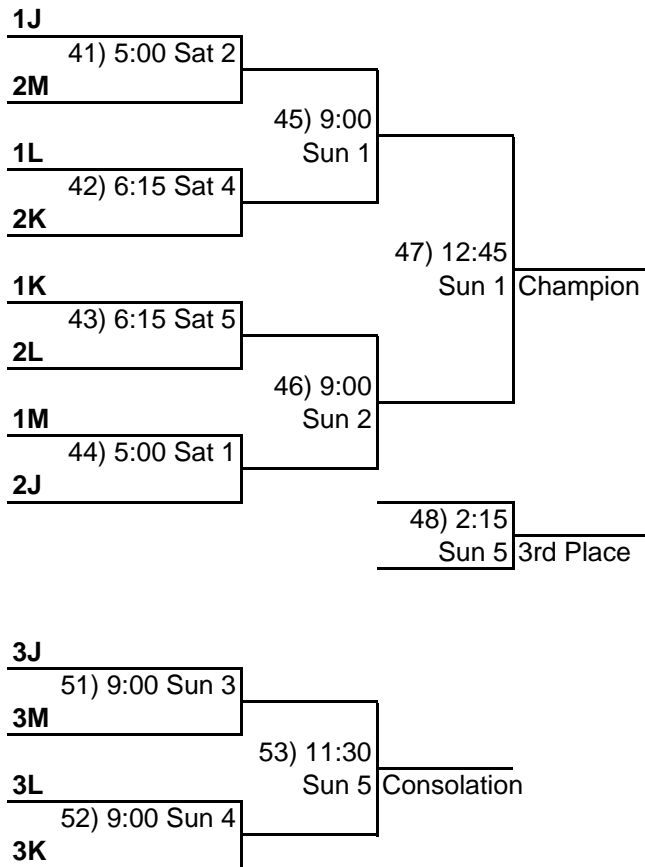 1J
41) 5:00 Sat 2
2M
45) 9:00
Sun 1
1L
42) 6:15 Sat 4
2K
47) 12:45
Sun 1 Champion
1K
43) 6:15 Sat 5
2L
46) 9:00
Sun 2
1M
44) 5:00 Sat 1
2J
48) 2:15
Sun 5 3rd Place
3J
51) 9:00 Sun 3
3M
53) 11:30
Sun 5 Consolation
3L
52) 9:00 Sun 4
3K